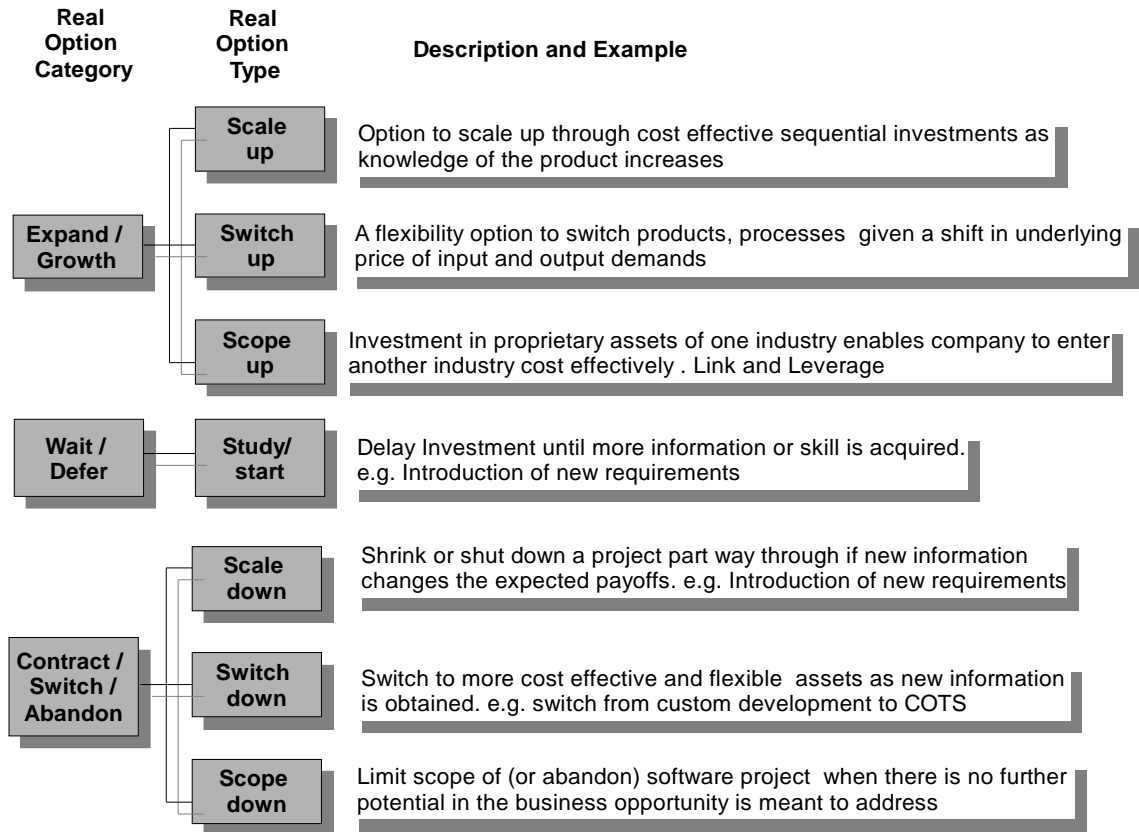 Real
Option
Category
Real
Option
Type
Description and Example
Expand /
Growth
Scale
up
Option to scale up through cost effective sequential investments as
knowledge of the product increases
Switch
up
A flexibility option to switch products, processes  given a shift in underlying
price of input and output demands
Scope
up
Investment in proprietary assets of one industry enables company to enter
another industry cost effectively . Link and Leverage
Wait /
Defer
Study/
start
Delay Investment until more information or skill is acquired.
e.g. Introduction of new requirements
Contract /
Switch /
Abandon
Scale
down
Shrink or shut down a project part way through if new information
changes the expected payoffs. e.g. Introduction of new requirements
Switch
down
Switch to more cost effective and flexible  assets as new information
is obtained. e.g. switch from custom development to COTS
Scope
down
Limit scope of (or abandon) software project  when there is no further
potential in the business opportunity is meant to address